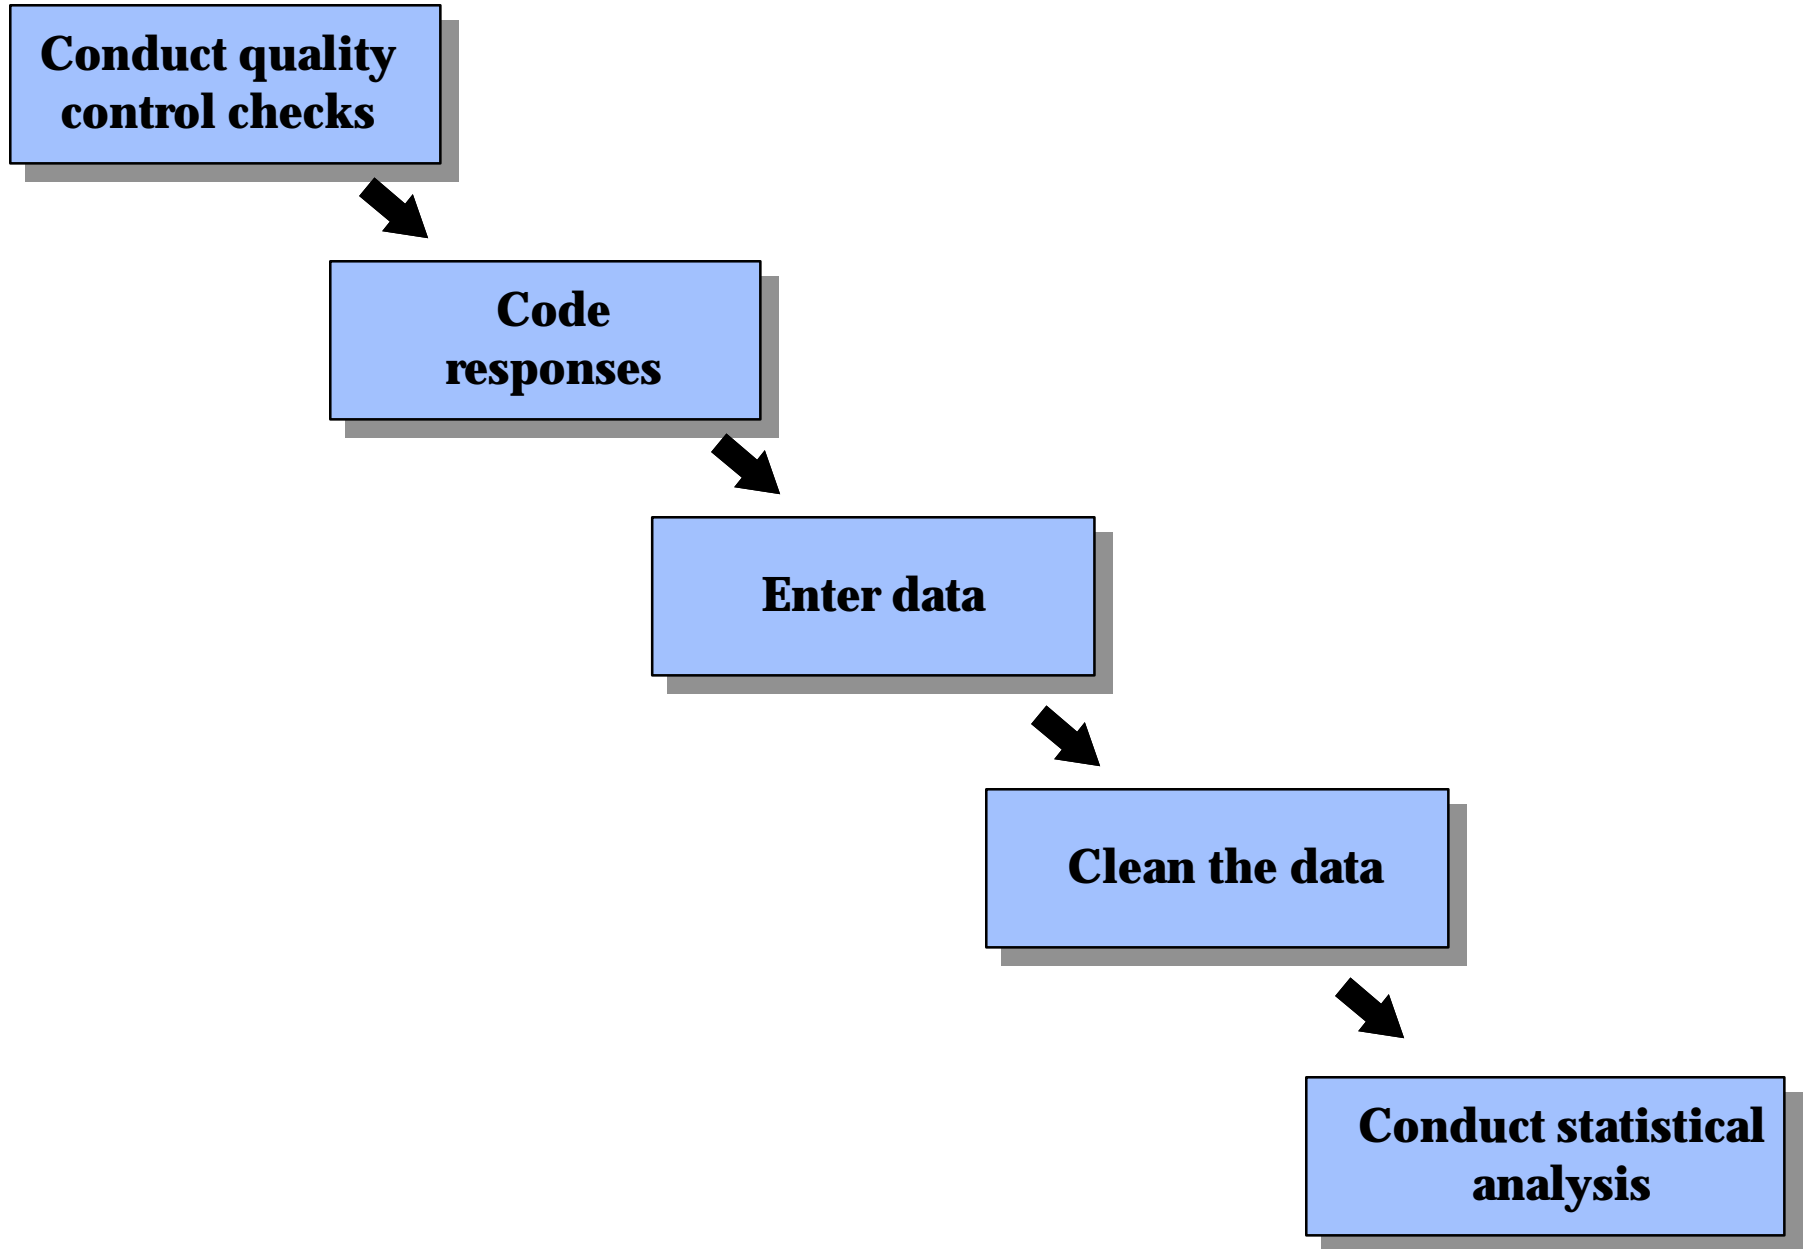 Conduct quality
control checks
Code
responses
Enter data
Clean the data
Conduct statistical
analysis